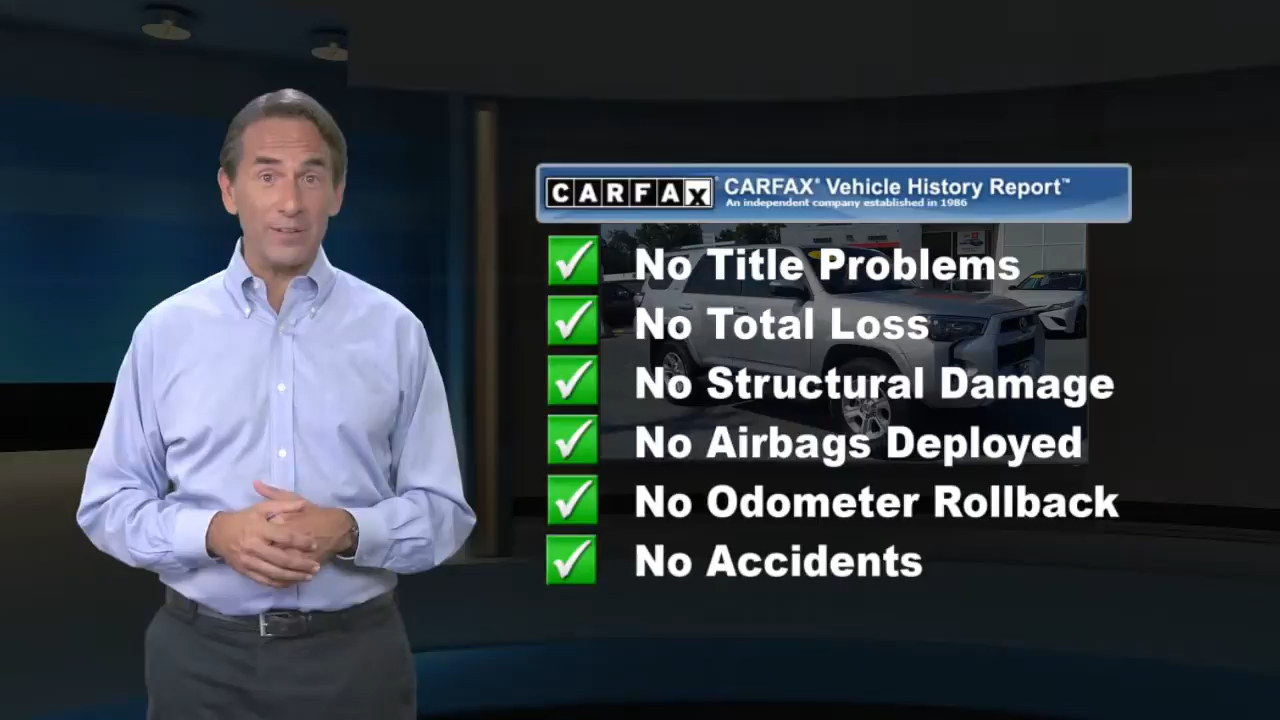 CARFAX® CARFAX® Vehicle History Report™
An independent company established in 1986
No Title Problems
No Total Loss
No Structural Damage
No Airbags Deployed
No Odometer Rollback
No Accidents